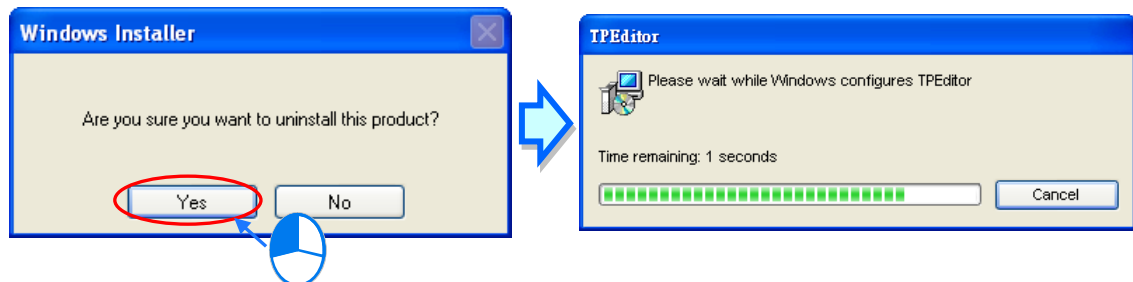 Windows Installer
Are you sure you want to uninstall this product?
Yes
No
TPEditor
Please wait while Windows configures TPEditor
Time remaining: 1 seconds
Cancel